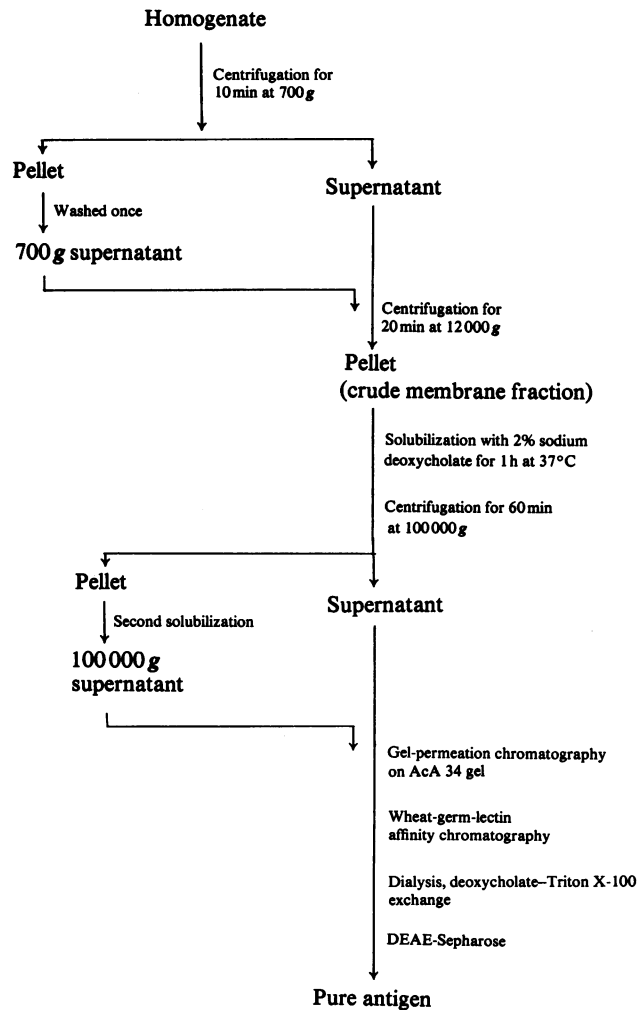 Homogenate
Centrifugation for
10 min at 700 g
Pellet
Supernatant
Washed once
700 g supernatant
Centrifugation for
20 min at 12 000 g
Pellet
(crude membrane fraction)
Solubilization with 2% sodium
deoxycholate for 1 h at 37°C
Centrifugation for 60 min
at 100 000 g
Pellet
Supernatant
Second solubilization
100 000 g
supernatant
Gel-permeation chromatography
on AcA 34 gel
Wheat-germ-lectin
affinity chromatography
Dialysis, deoxycholate–Triton X-100
exchange
DEAE-Sepharose
Pure antigen